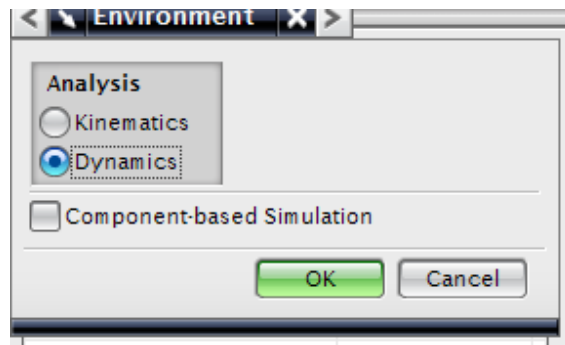 Environment
Analysis
Kinematics
Dynamics
Component-based Simulation
OK Cancel